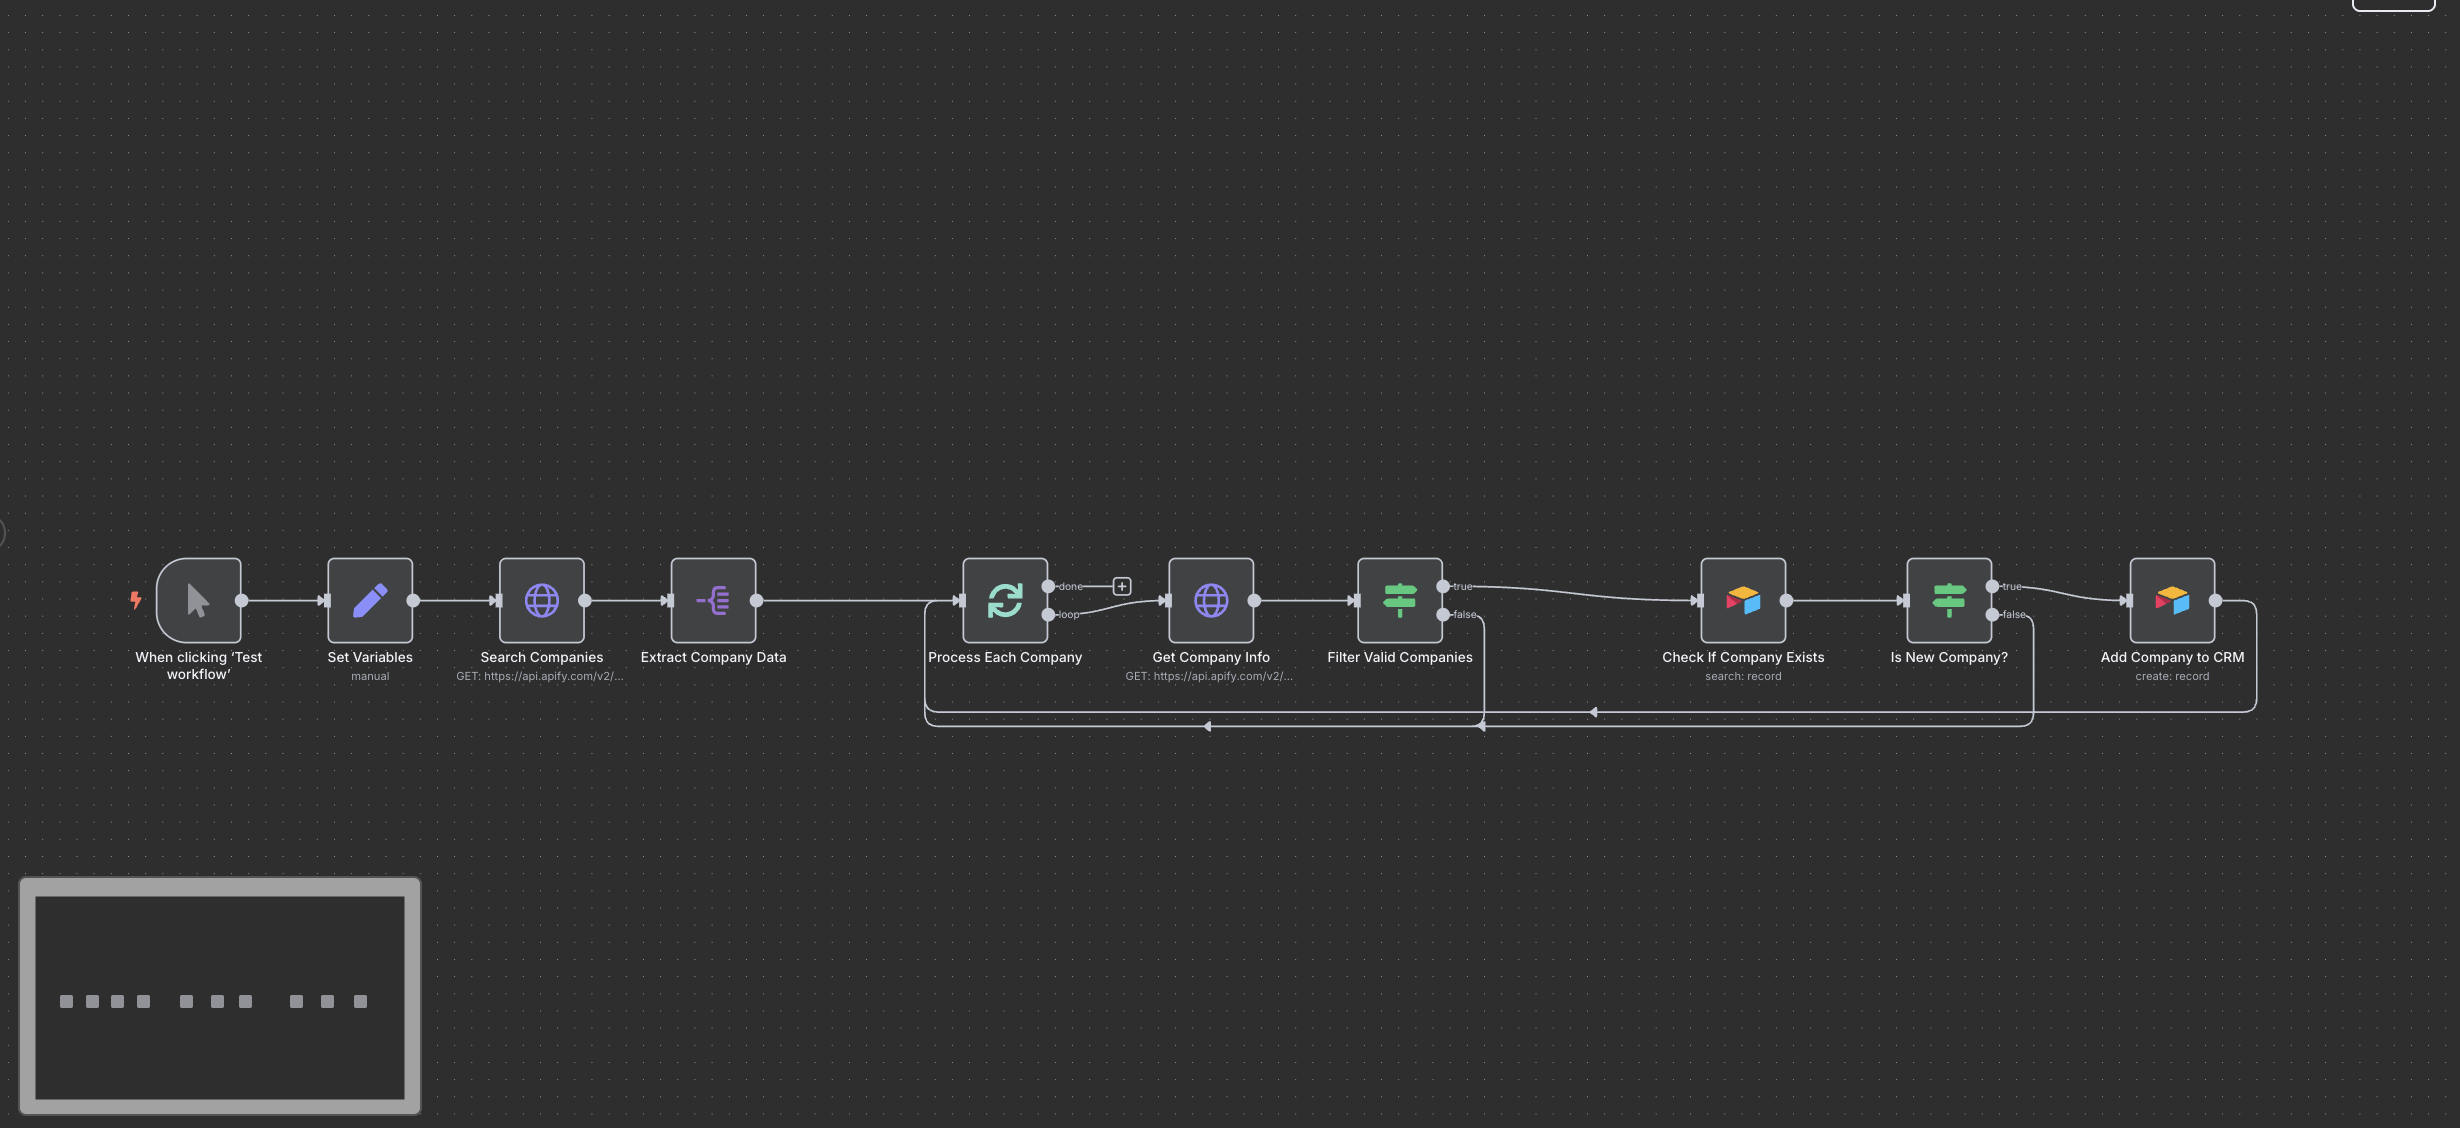 done
loop
true
false
true
false
When clicking ‘Test
workflow’
Set Variables
manual
Search Companies
GET: https://api.apify.com/v2/...
Extract Company Data
Process Each Company
Get Company Info
GET: https://api.apify.com/v2/...
Filter Valid Companies
Check If Company Exists
search: record
Is New Company?
Add Company to CRM
create: record